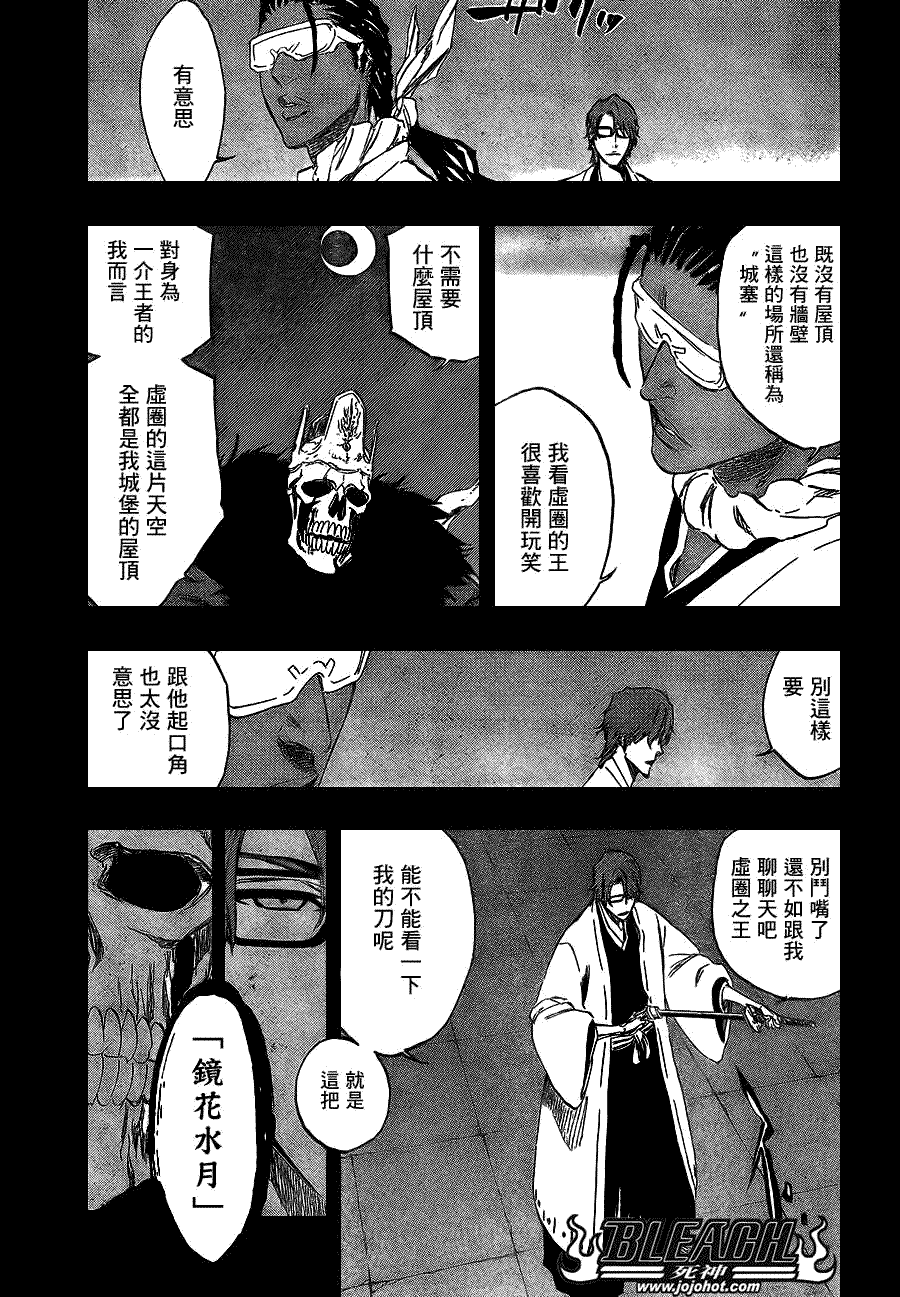 有意思
既沒有屋頂
也沒有牆壁
這樣的場所還稱為
"城塞"
我看虛圈的王
很喜歡開玩笑
不需要
什麼屋頂
對身為
一介王者的
我而言
虛圈的這片天空
全都是我城堡的屋頂
別這樣
要
跟他起口角
也太沒
意思了
別鬥嘴了
還不如跟我
聊聊天吧
虛圈之王
能不能看一下
我的刀呢
就是
這把
「鏡花水月」
BLEACH
死神
www.jojohot.com